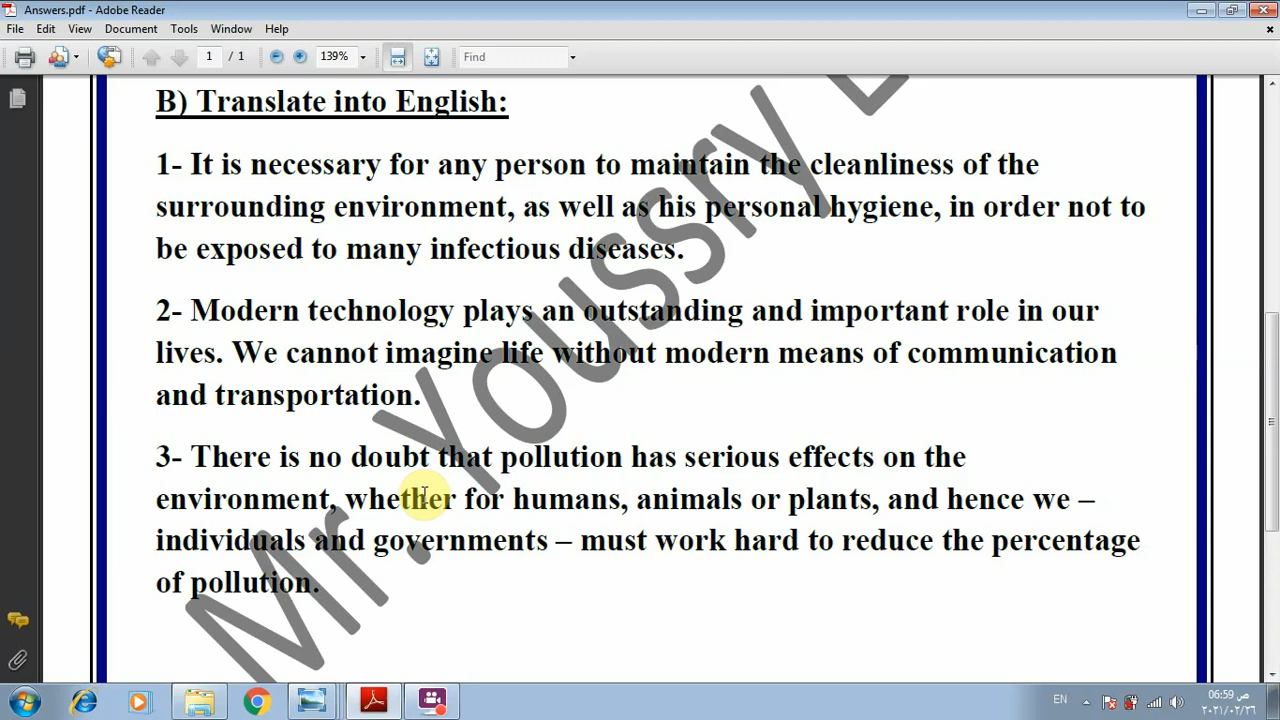 Answers.pdf - Adobe Reader
File Edit View Document Tools Window Help
1 / 1 139% Find
B) Translate into English:
1- It is necessary for any person to maintain the cleanliness of the
surrounding environment, as well as his personal hygiene, in order not to
be exposed to many infectious diseases.
2- Modern technology plays an outstanding and important role in our
lives. We cannot imagine life without modern means of communication
and transportation.
3- There is no doubt that pollution has serious effects on the
environment, whether for humans, animals or plants, and hence we –
individuals and governments – must work hard to reduce the percentage
of pollution.
Mr. Youssry
EN
06:59 ص
٢٠٢١/٠٢/٢٦